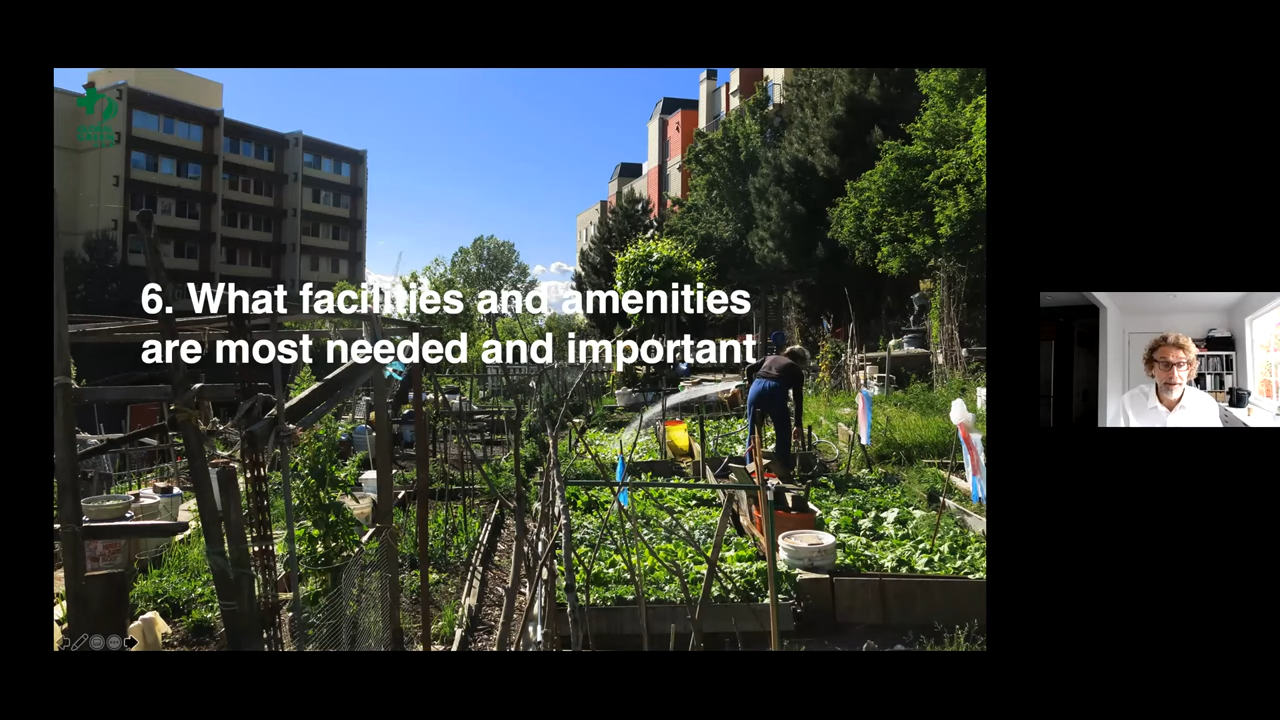 6. What facilities and amenities
are most needed and important